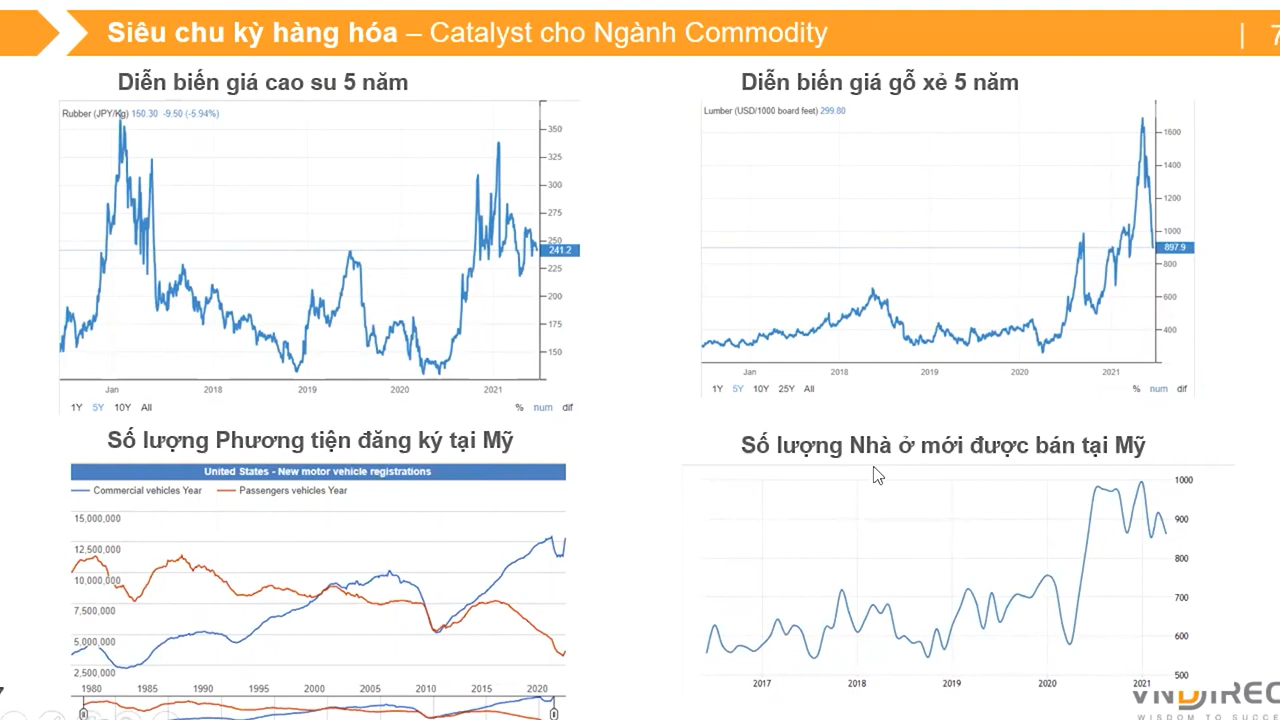 Siêu chu kỳ hàng hóa – Catalyst cho Ngành Commodity
| 7
Diễn biến giá cao su 5 năm
Rubber (JPY/Kg) 150.30 -9.50 (-5.94%)
350
325
300
275
250
241.2
225
200
175
150
Jan 2018 2019 2020 2021
1Y 5Y 10Y All % num dif
Diễn biến giá gỗ xẻ 5 năm
Lumber (USD/1000 board feet) 299.80
1600
1400
1200
1000
897.9
800
600
400
Jan 2018 2019 2020 2021
1Y 5Y 10Y 25Y All % num dif
Số lượng Phương tiện đăng ký tại Mỹ
United States - New motor vehicle registrations
Commercial vehicles Year Passengers vehicles Year
15,000,000
12,500,000
10,000,000
7,500,000
5,000,000
2,500,000
1980 1985 1990 1995 2000 2005 2010 2015 2020
Số lượng Nhà ở mới được bán tại Mỹ
1000
900
800
700
600
500
2017 2018 2019 2020 2021
VNDIREC
WISDOM TO SUCCE